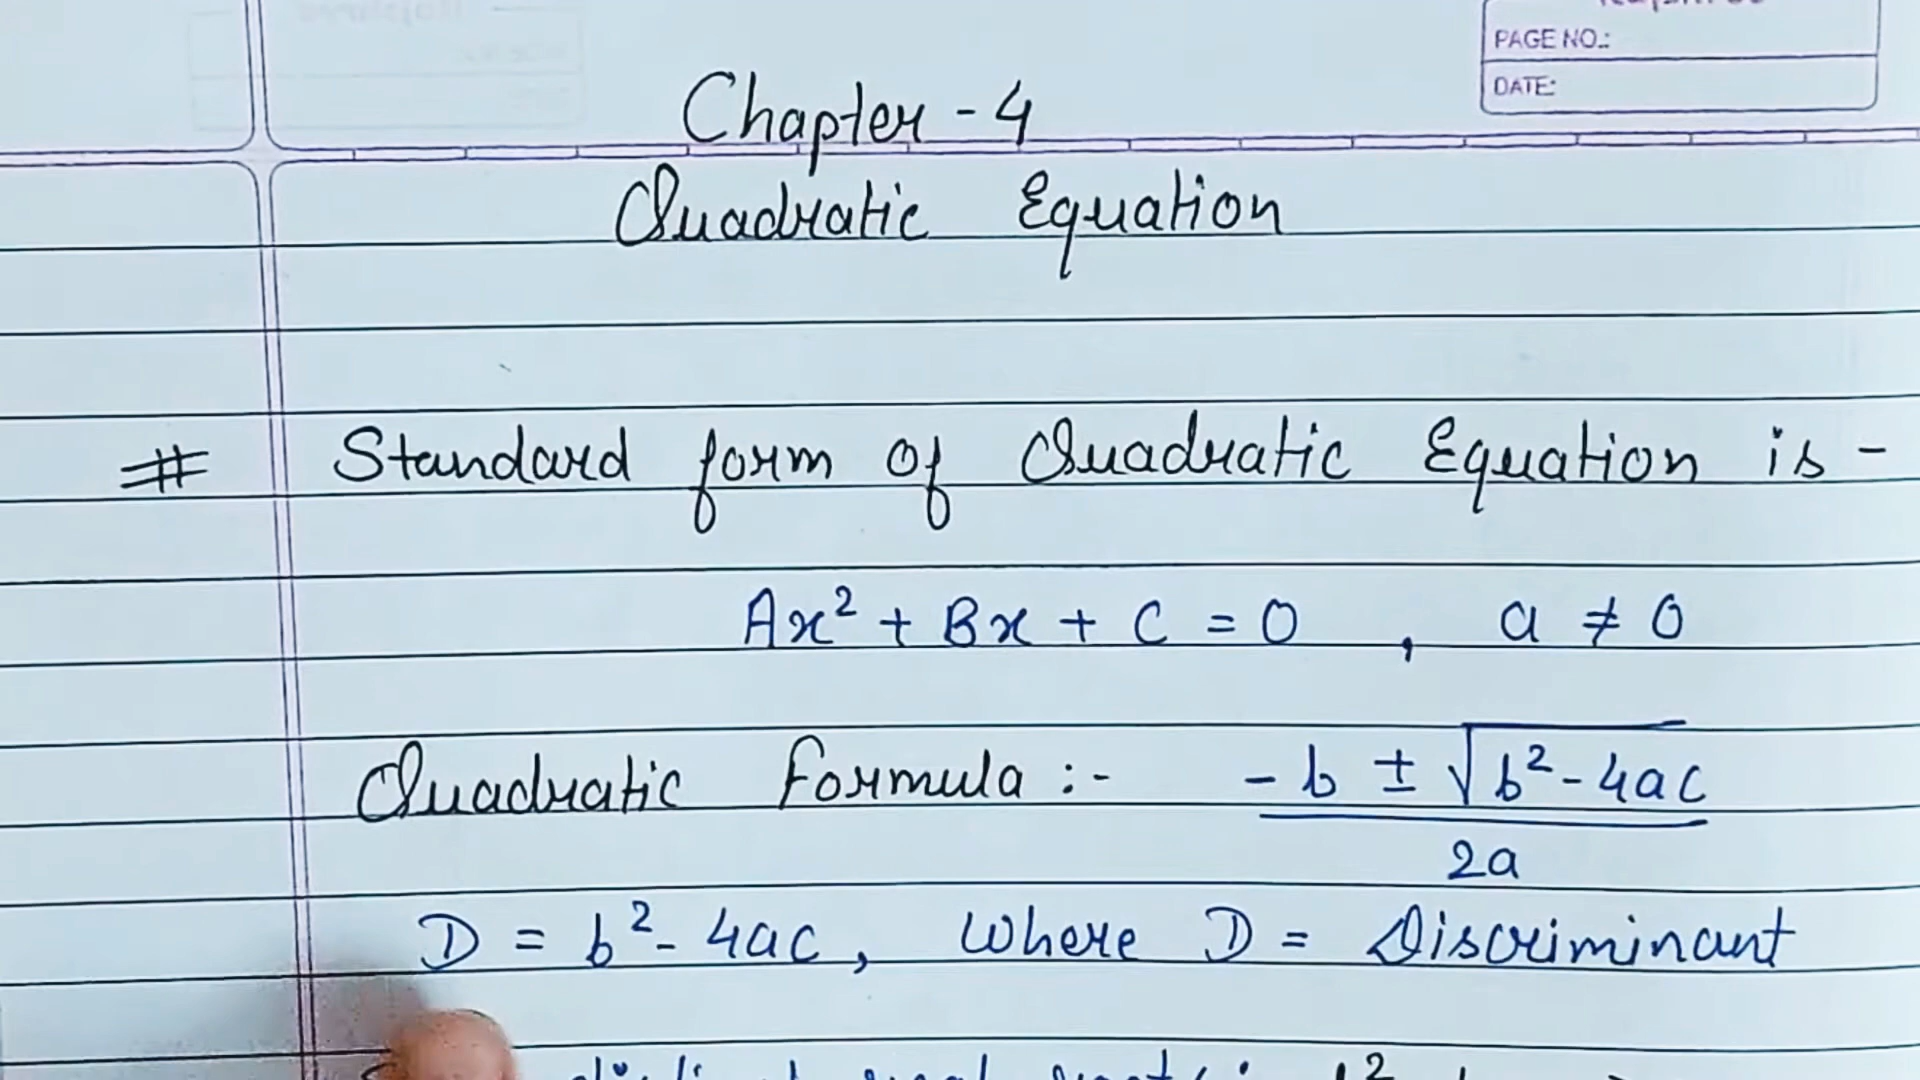 PAGE NO.:
DATE:
Chapter - 4
Quadratic Equation
# Standard form of Quadratic Equation is -
Ax² + Bx + C = 0 , a ≠ 0
Quadratic Formula :- -b ± √b² - 4ac / 2a
D = b² - 4ac, Where D = Discriminant